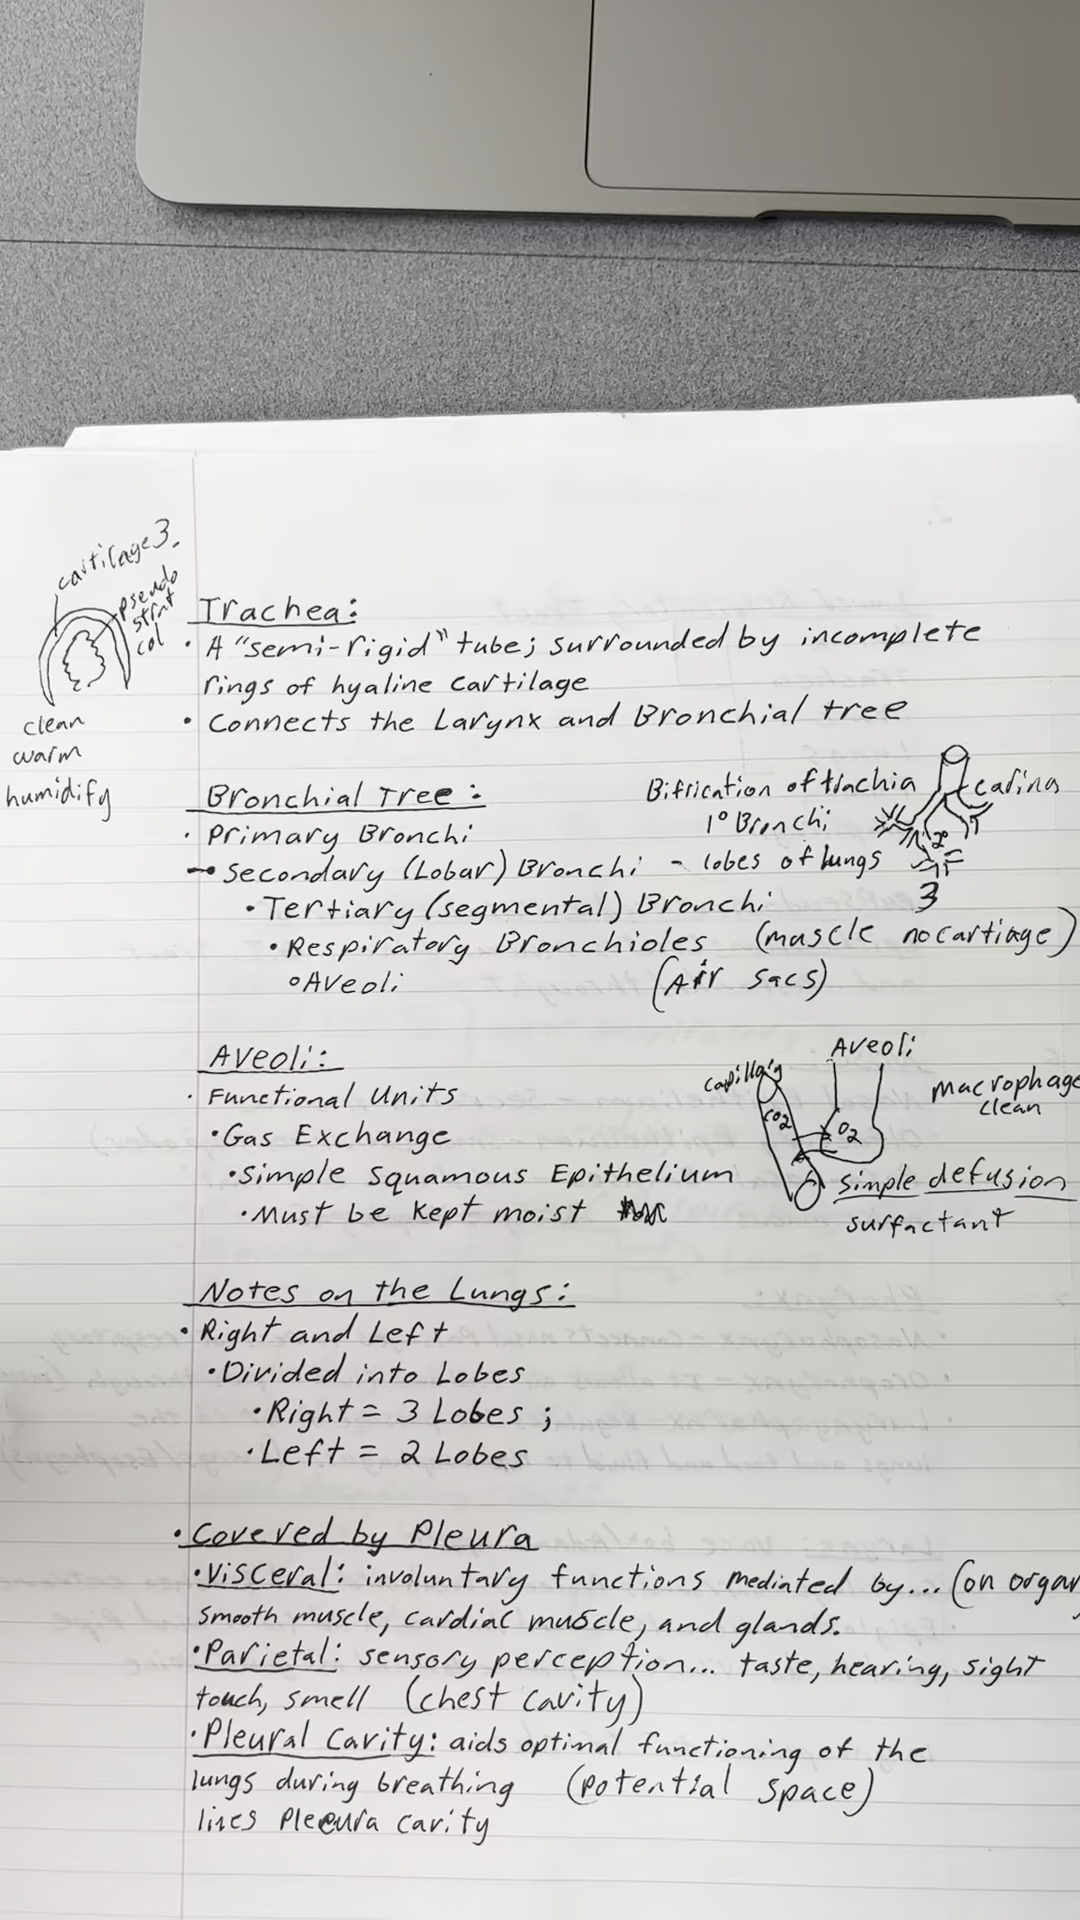 cartilage 3.
pseudo
strat
col
clean
warm
humidify
Trachea:
• A "semi-rigid" tube; surrounded by incomplete
rings of hyaline cartilage
• Connects the Larynx and Bronchial tree
Bronchial Tree:
Bifrication of trachia
carina
1° Bronchi
2°
3
• Primary Bronchi
Secondary (Lobar) Bronchi - lobes of lungs
• Tertiary (segmental) Bronchi
• Respiratory Bronchioles (muscle no cartiage)
° Aveoli (Air sacs)
Aveoli:
• Functional Units
• Gas Exchange
• Simple Squamous Epithelium
• Must be kept moist
Aveoli
capillary
CO2
O2
macrophage
clean
simple defusion
surfactant
Notes on the Lungs:
• Right and Left
• Divided into Lobes
• Right = 3 Lobes ;
• Left = 2 Lobes
• Covered by Pleura
• Visceral: involuntary functions mediated by... (on organ
smooth muscle, cardiac muscle, and glands.
• Parietal: sensory perception... taste, hearing, sight
touch, smell (chest cavity)
• Pleural Cavity: aids optimal functioning of the
lungs during breathing (potential space)
lines Pleeura cavity